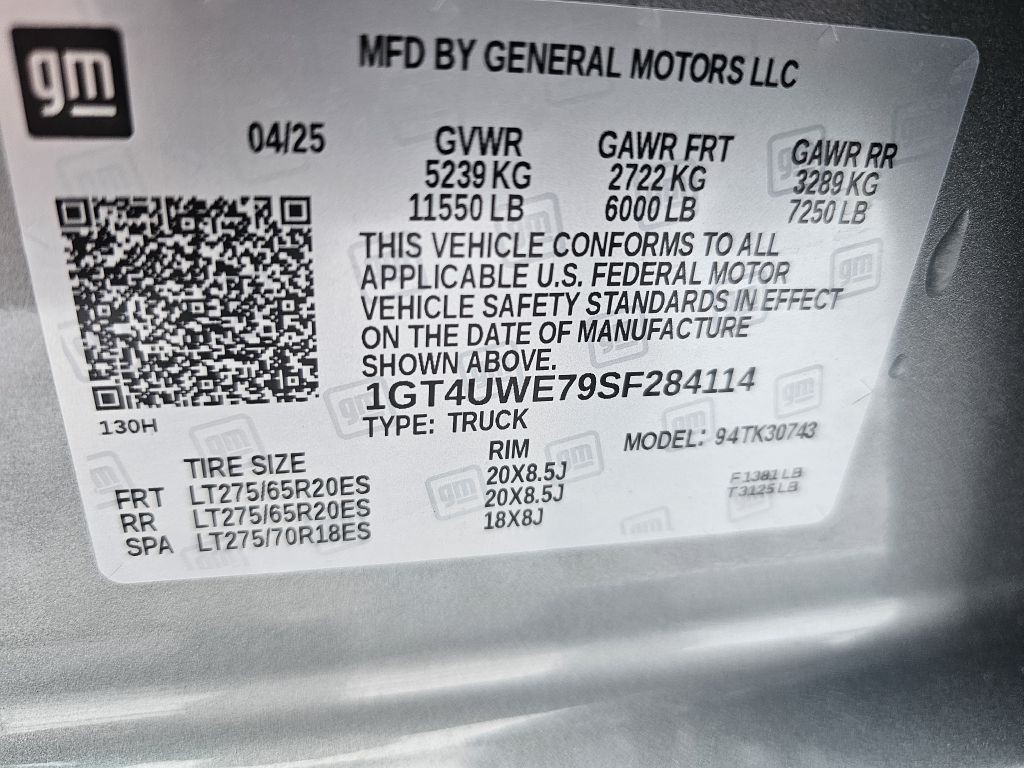 gm
MFD BY GENERAL MOTORS LLC
04/25 GVWR GAWR FRT GAWR RR
5239 KG 2722 KG 3289 KG
11550 LB 6000 LB 7250 LB
THIS VEHICLE CONFORMS TO ALL
APPLICABLE U.S. FEDERAL MOTOR
VEHICLE SAFETY STANDARDS IN EFFECT
ON THE DATE OF MANUFACTURE
SHOWN ABOVE.
1GT4UWE79SF284114
130H
TYPE: TRUCK
MODEL: 94TK30743
TIRE SIZE RIM
FRT LT275/65R20ES 20X8.5J
RR LT275/65R20ES 20X8.5J
SPA LT275/70R18ES 18X8J
F1381 LB
T3125 LB